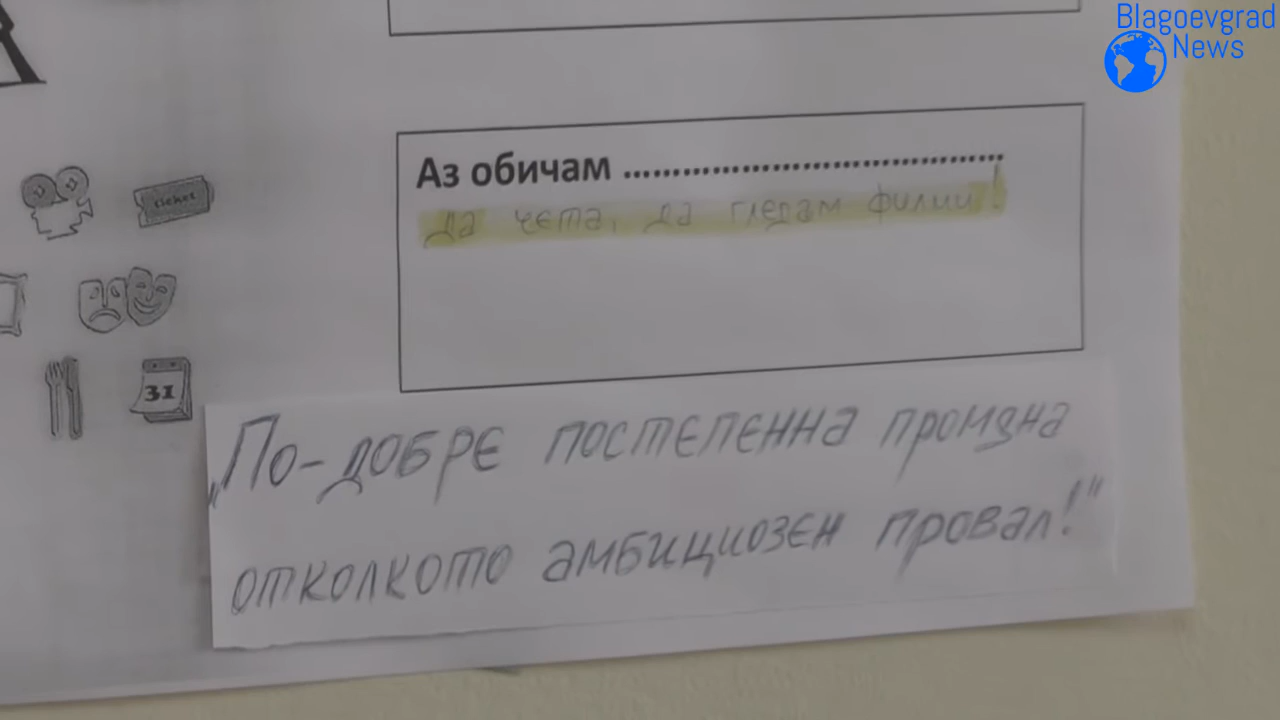 Blagoevgrad
News
Аз обичам ............................................
да чета, да гледам филми!
ticket
31
„По-добре постепенна промяна
отколкото амбициозен провал!"